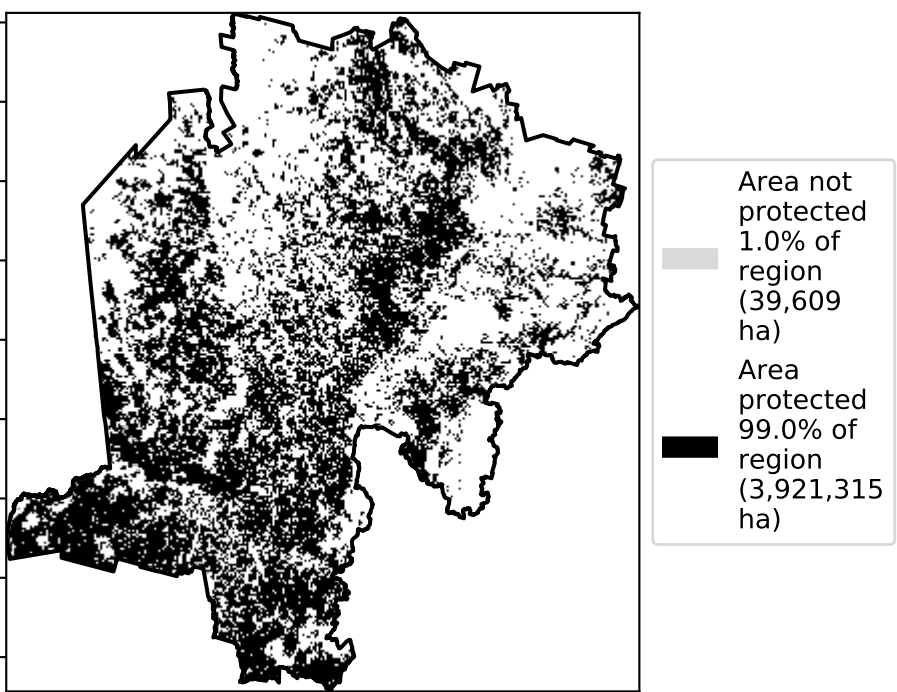 Area not
protected
1.0% of
region
(39,609
ha)
Area
protected
99.0% of
region
(3,921,315
ha)